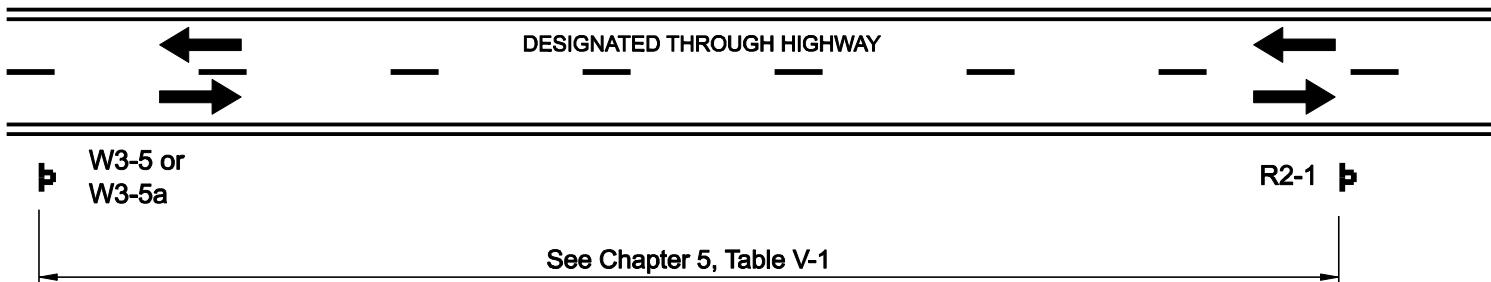 DESIGNATED THROUGH HIGHWAY
W3-5 or
W3-5a
R2-1
See Chapter 5, Table V-1